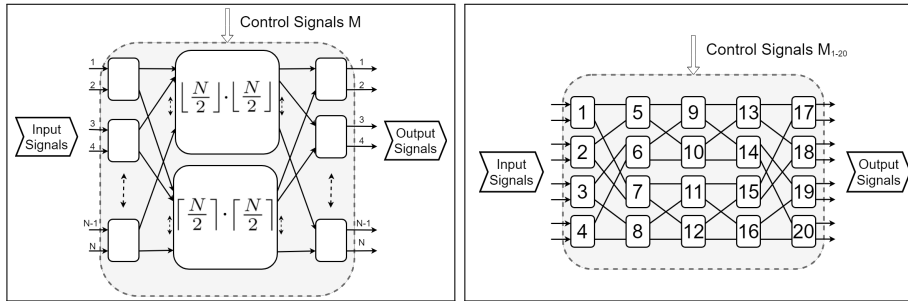 Control Signals M
1
2
3
4
N-1
N
Input
Signals
⌊N/2⌋·⌊N/2⌋
⌈N/2⌉·⌈N/2⌉
1
2
3
4
N-1
N
Output
Signals
Control Signals M1-20
Input
Signals
1 5 9 13 17
2 6 10 14 18
3 7 11 15 19
4 8 12 16 20
Output
Signals